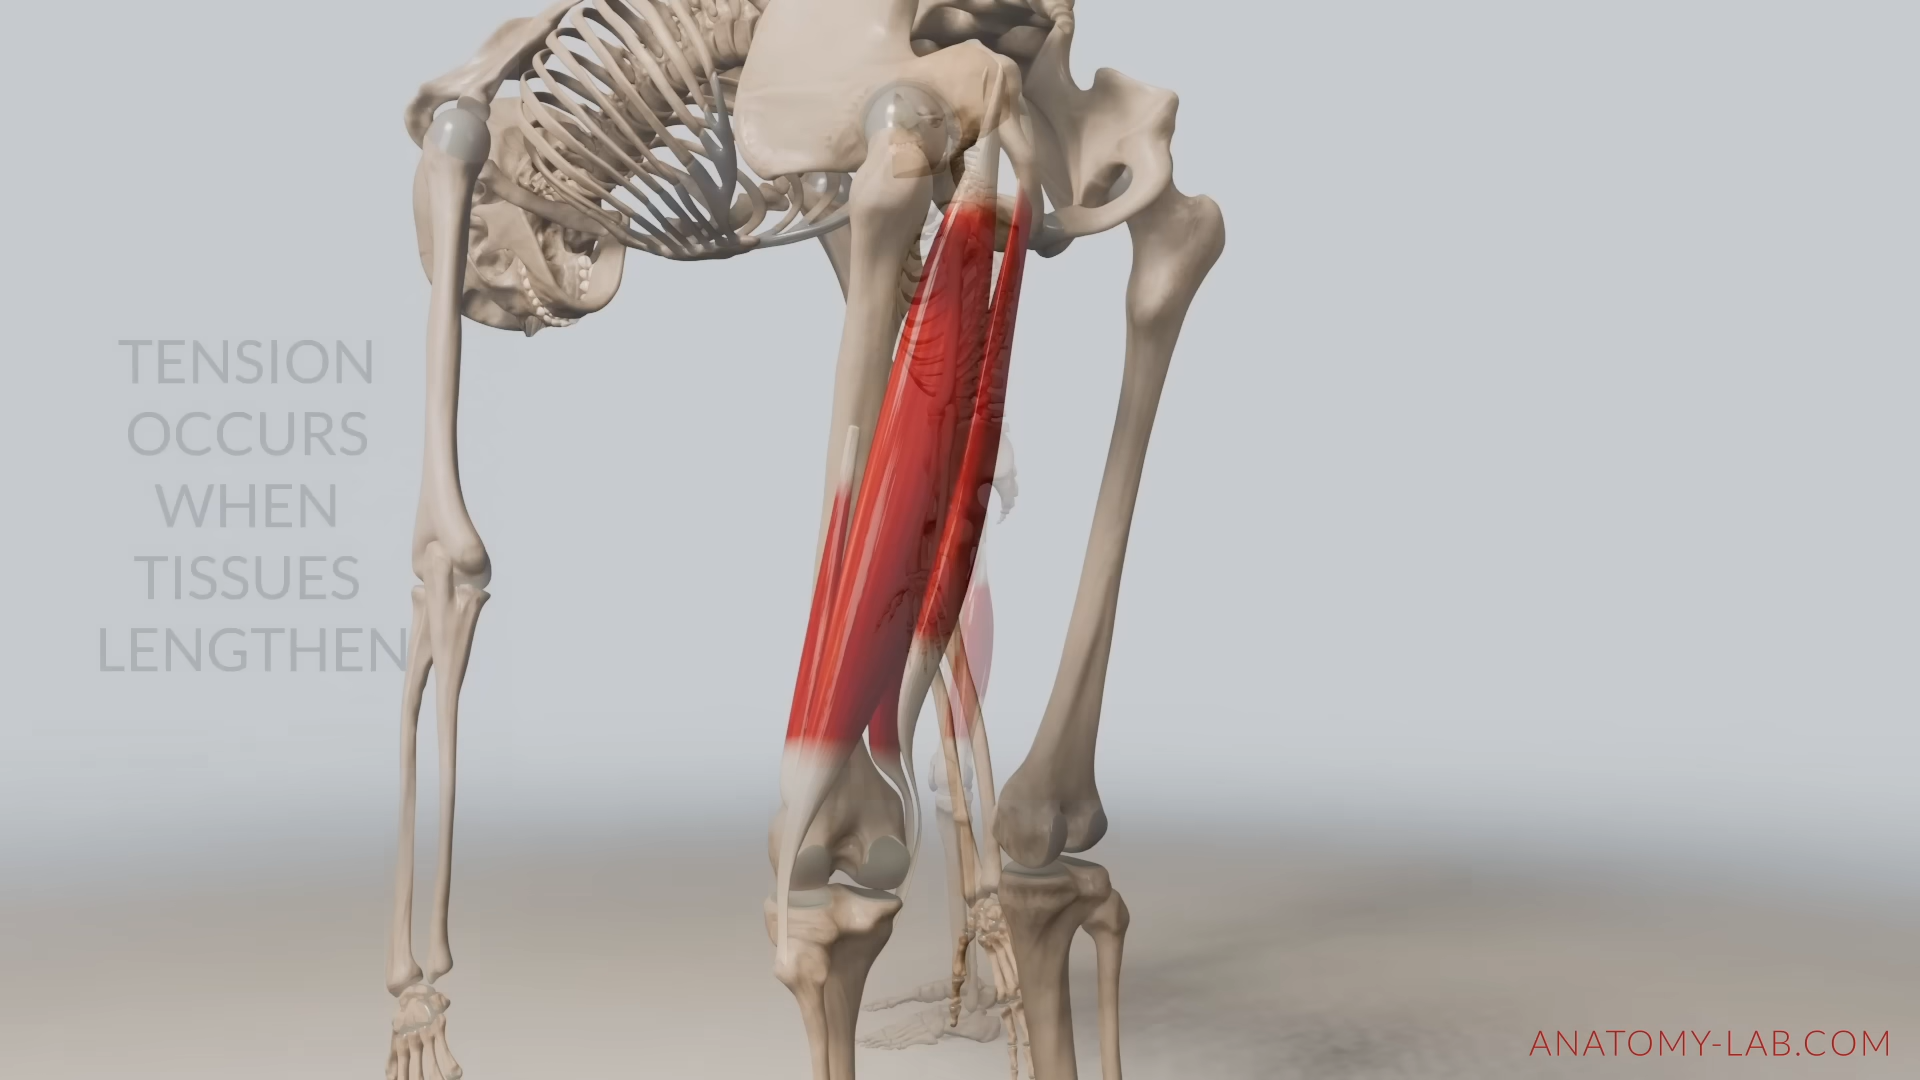 TENSION
OCCURS
WHEN
TISSUES
LENGTHEN
ANATOMY-LAB.COM